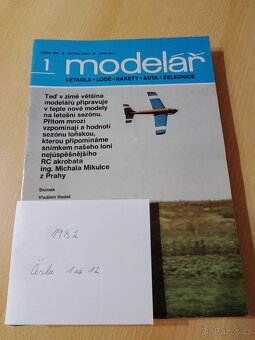 1
modelář
LETADLA • LODĚ • RAKETY • AUTA • ŽELEZNICE
Teď v zimě většina
modelářů připravuje
v teple nové modely
na letošní sezónu.
Přitom mnozí
vzpomínají a hodnotí
sezónu loňskou,
kterou připomínáme
snímkem našeho loni
nejúspěšnějšího
RC akrobata
ing. Michala Mikulce
z Prahy
Snímek
Vladimír Hadač
1982
čísla 1 až 12